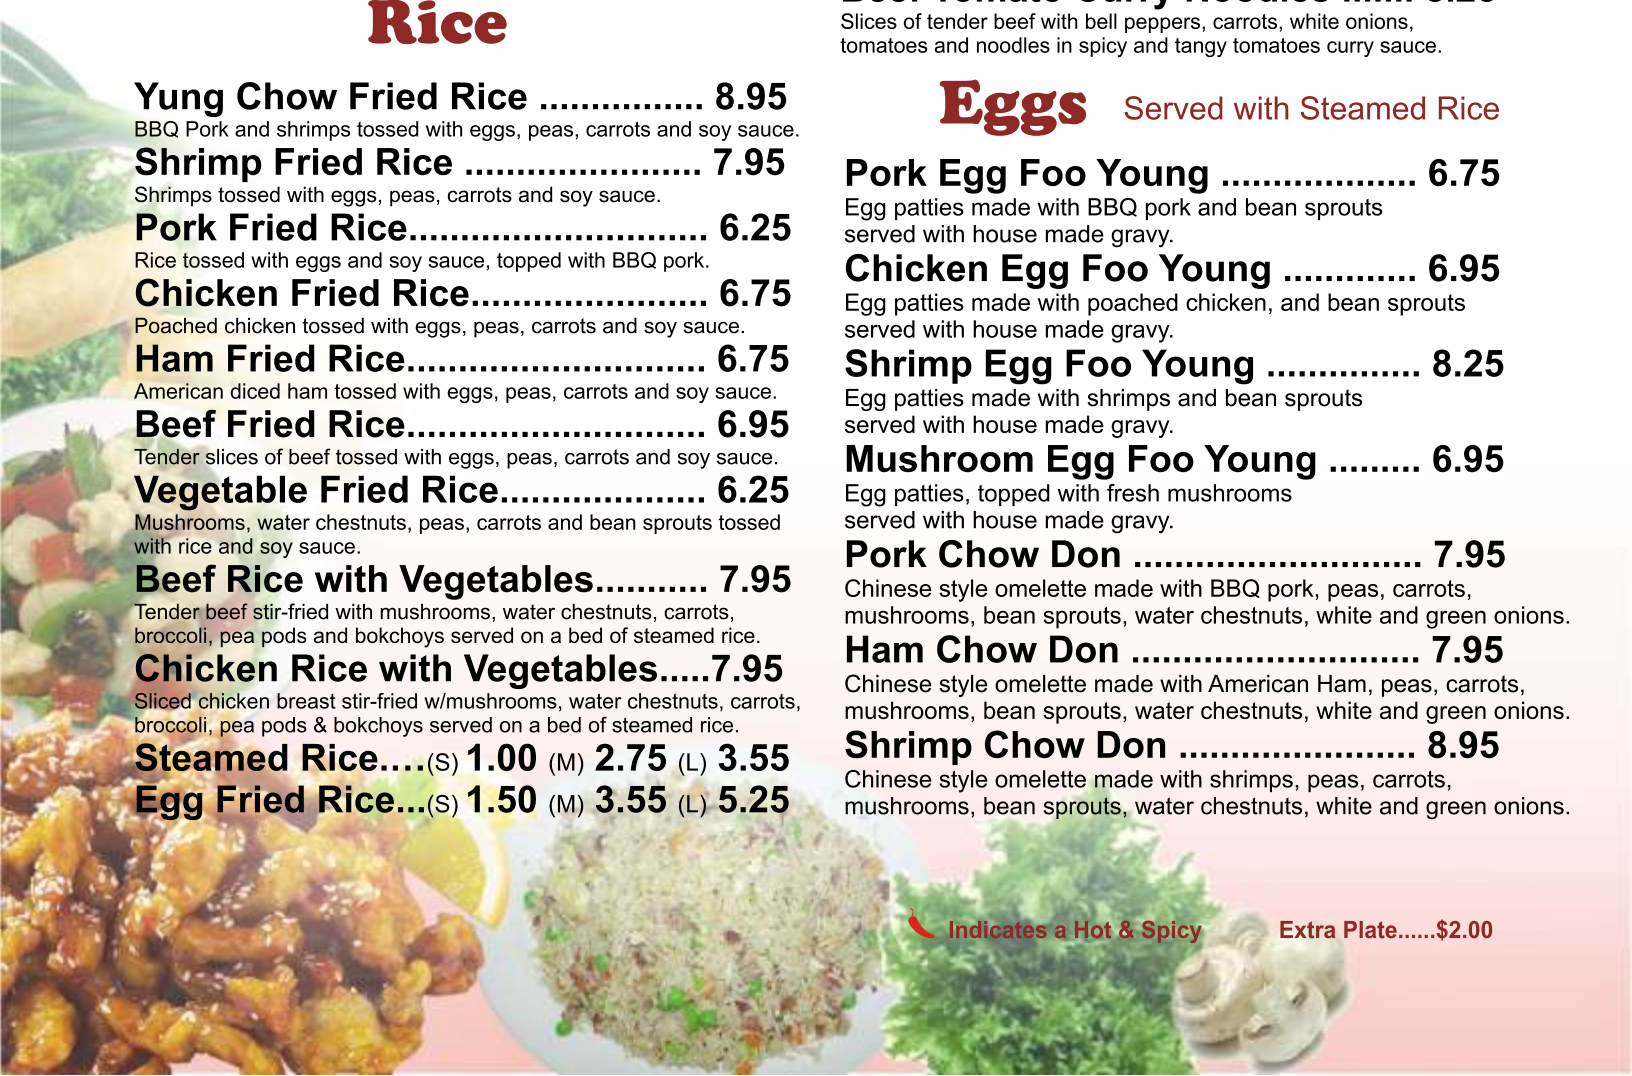 Rice
Yung Chow Fried Rice ................ 8.95
BBQ Pork and shrimps tossed with eggs, peas, carrots and soy sauce.
Shrimp Fried Rice ....................... 7.95
Shrimps tossed with eggs, peas, carrots and soy sauce.
Pork Fried Rice............................. 6.25
Rice tossed with eggs and soy sauce, topped with BBQ pork.
Chicken Fried Rice....................... 6.75
Poached chicken tossed with eggs, peas, carrots and soy sauce.
Ham Fried Rice............................. 6.75
American diced ham tossed with eggs, peas, carrots and soy sauce.
Beef Fried Rice............................. 6.95
Tender slices of beef tossed with eggs, peas, carrots and soy sauce.
Vegetable Fried Rice.................... 6.25
Mushrooms, water chestnuts, peas, carrots and bean sprouts tossed
with rice and soy sauce.
Beef Rice with Vegetables........... 7.95
Tender beef stir-fried with mushrooms, water chestnuts, carrots,
broccoli, pea pods and bokchoys served on a bed of steamed rice.
Chicken Rice with Vegetables.....7.95
Sliced chicken breast stir-fried w/mushrooms, water chestnuts, carrots,
broccoli, pea pods & bokchoys served on a bed of steamed rice.
Steamed Rice....(S) 1.00 (M) 2.75 (L) 3.55
Egg Fried Rice...(S) 1.50 (M) 3.55 (L) 5.25
Beef Tomato Curry Noodles
Slices of tender beef with bell peppers, carrots, white onions,
tomatoes and noodles in spicy and tangy tomatoes curry sauce.
Eggs Served with Steamed Rice
Pork Egg Foo Young ................... 6.75
Egg patties made with BBQ pork and bean sprouts
served with house made gravy.
Chicken Egg Foo Young ............. 6.95
Egg patties made with poached chicken, and bean sprouts
served with house made gravy.
Shrimp Egg Foo Young ............... 8.25
Egg patties made with shrimps and bean sprouts
served with house made gravy.
Mushroom Egg Foo Young ......... 6.95
Egg patties, topped with fresh mushrooms
served with house made gravy.
Pork Chow Don ............................ 7.95
Chinese style omelette made with BBQ pork, peas, carrots,
mushrooms, bean sprouts, water chestnuts, white and green onions.
Ham Chow Don ............................ 7.95
Chinese style omelette made with American Ham, peas, carrots,
mushrooms, bean sprouts, water chestnuts, white and green onions.
Shrimp Chow Don ....................... 8.95
Chinese style omelette made with shrimps, peas, carrots,
mushrooms, bean sprouts, water chestnuts, white and green onions.
Indicates a Hot & Spicy
Extra Plate......$2.00